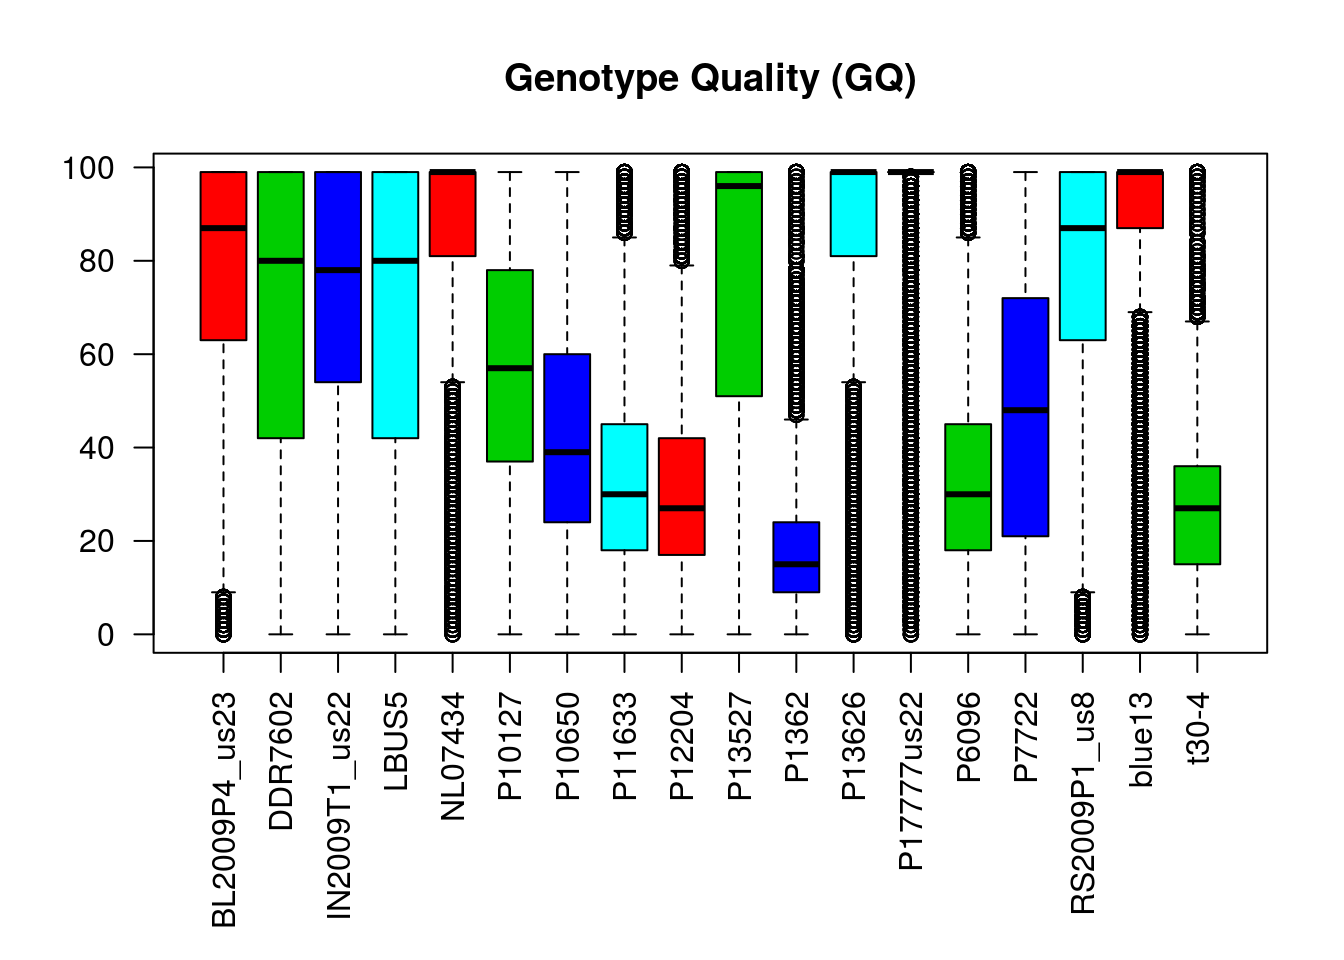 Genotype Quality (GQ)
100
80
60
40
20
0
BL2009P4_us23
DDR7602
IN2009T1_us22
LBUS5
NL07434
P10127
P10650
P11633
P12204
P13527
P1362
P13626
P17777us22
P6096
P7722
RS2009P1_us8
blue13
t30-4